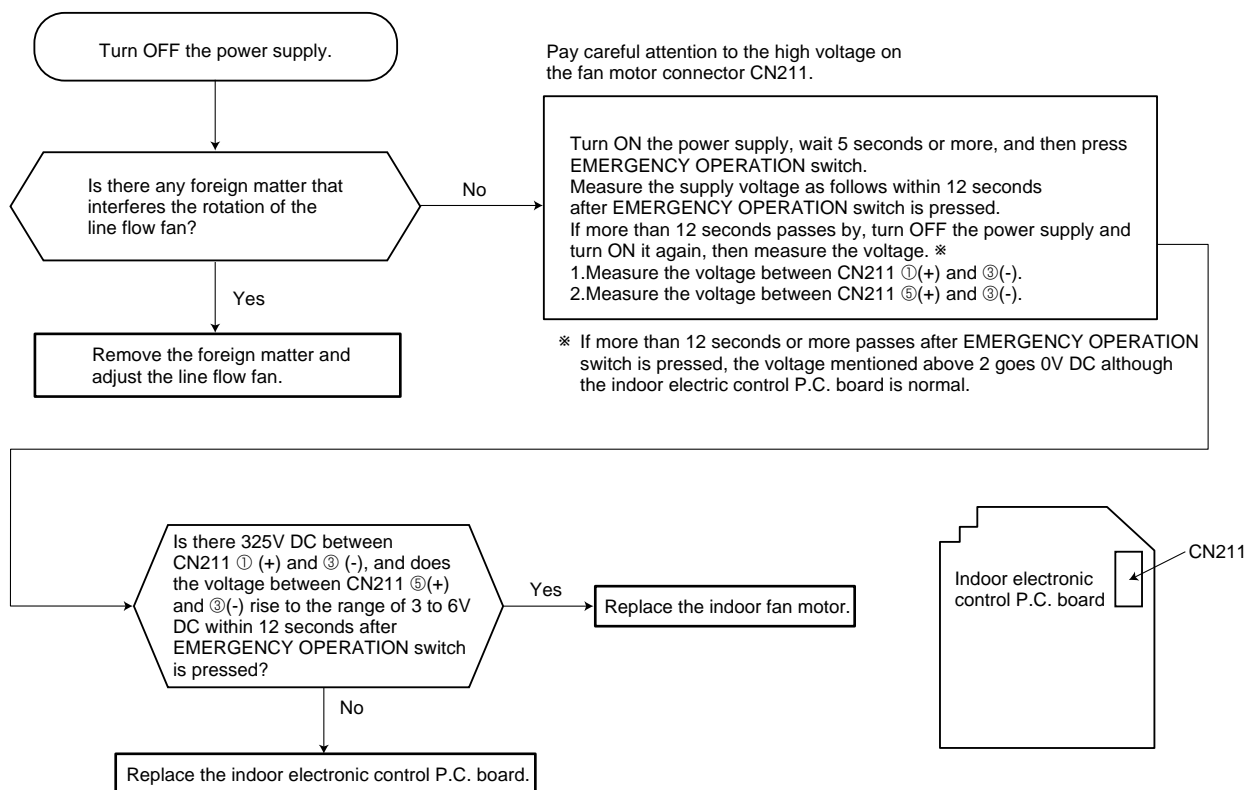 Turn OFF the power supply.
Is there any foreign matter that
interferes the rotation of the
line flow fan?
No
Yes
Remove the foreign matter and
adjust the line flow fan.
Pay careful attention to the high voltage on
the fan motor connector CN211.
Turn ON the power supply, wait 5 seconds or more, and then press
EMERGENCY OPERATION switch.
Measure the supply voltage as follows within 12 seconds
after EMERGENCY OPERATION switch is pressed.
If more than 12 seconds passes by, turn OFF the power supply and
turn ON it again, then measure the voltage. ※
1.Measure the voltage between CN211 ①(+) and ③(-).
2.Measure the voltage between CN211 ⑤(+) and ③(-).
※ If more than 12 seconds or more passes after EMERGENCY OPERATION
switch is pressed, the voltage mentioned above 2 goes 0V DC although
the indoor electric control P.C. board is normal.
Is there 325V DC between
CN211 ① (+) and ③ (-), and does
the voltage between CN211 ⑤(+)
and ③(-) rise to the range of 3 to 6V
DC within 12 seconds after
EMERGENCY OPERATION switch
is pressed?
Yes
Replace the indoor fan motor.
No
Replace the indoor electronic control P.C. board.
CN211
Indoor electronic
control P.C. board